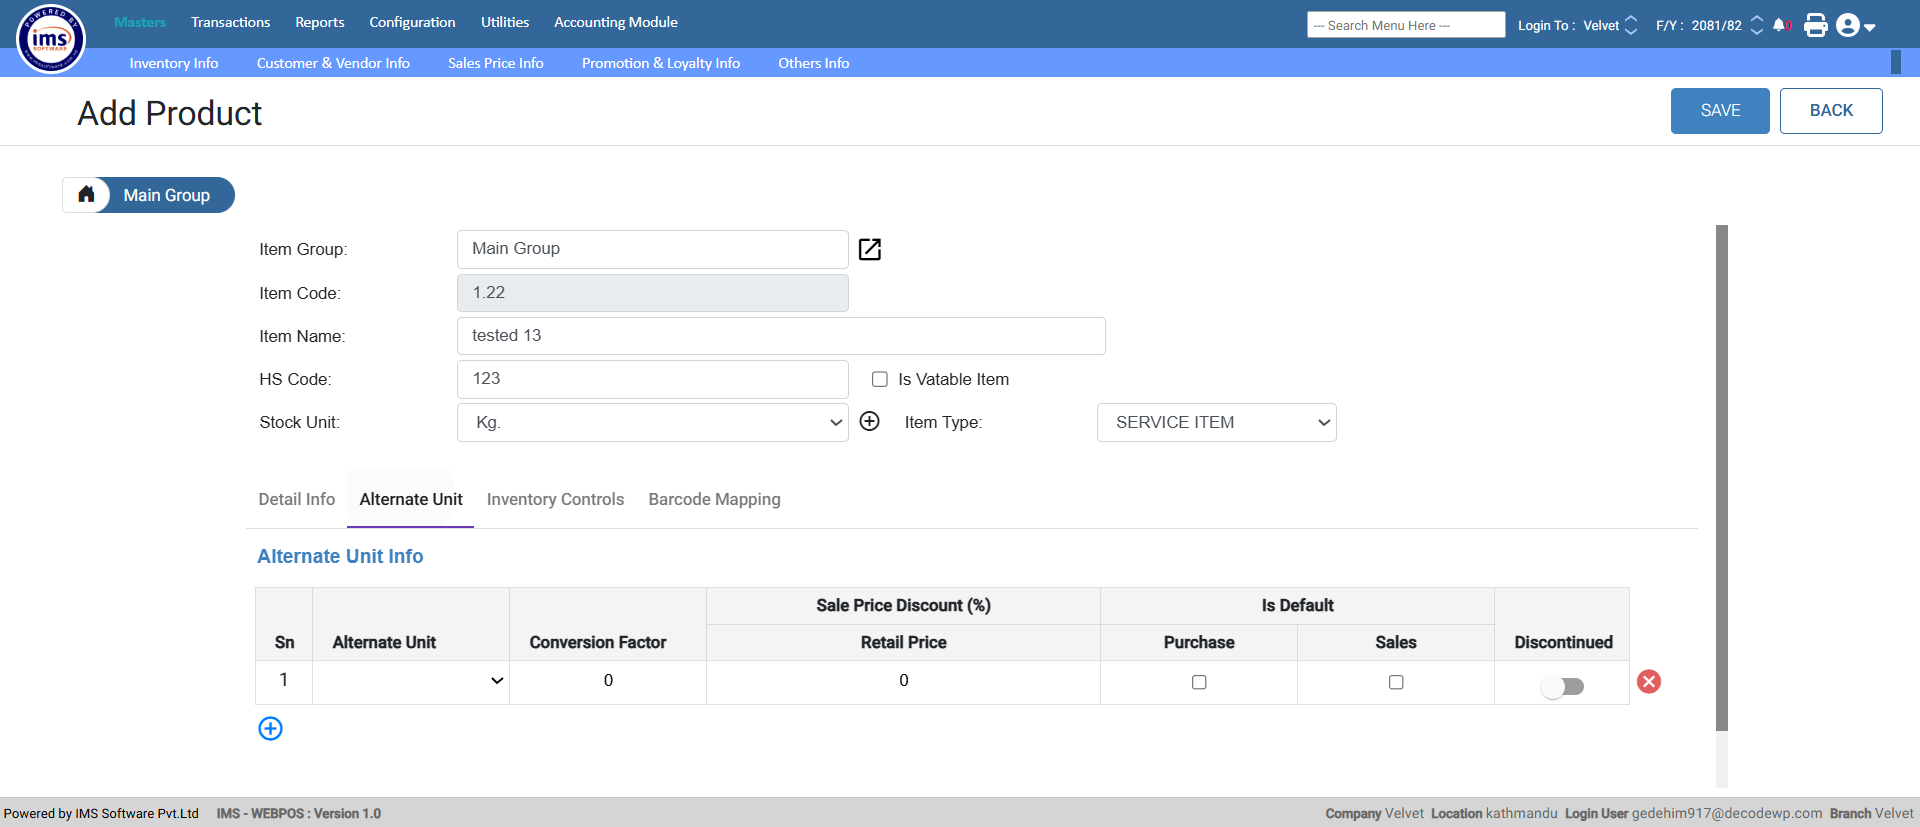 POWERED BY
ims
SOFTWARE
Masters Transactions Reports Configuration Utilities Accounting Module
--- Search Menu Here ---
Login To : Velvet F/Y : 2081/82 0
Inventory Info Customer & Vendor Info Sales Price Info Promotion & Loyalty Info Others Info
Add Product
SAVE BACK
Main Group
Item Group: Main Group
Item Code: 1.22
Item Name: tested 13
HS Code: 123 Is Vatable Item
Stock Unit: Kg. Item Type: SERVICE ITEM
Detail Info Alternate Unit Inventory Controls Barcode Mapping
Alternate Unit Info
Sale Price Discount (%) Is Default
Sn Alternate Unit Conversion Factor Retail Price Purchase Sales Discontinued
1 0 0
Powered by IMS Software Pvt.Ltd IMS - WEBPOS : Version 1.0 Company Velvet Location kathmandu Login User gedehim917@decodewp.com Branch Velvet